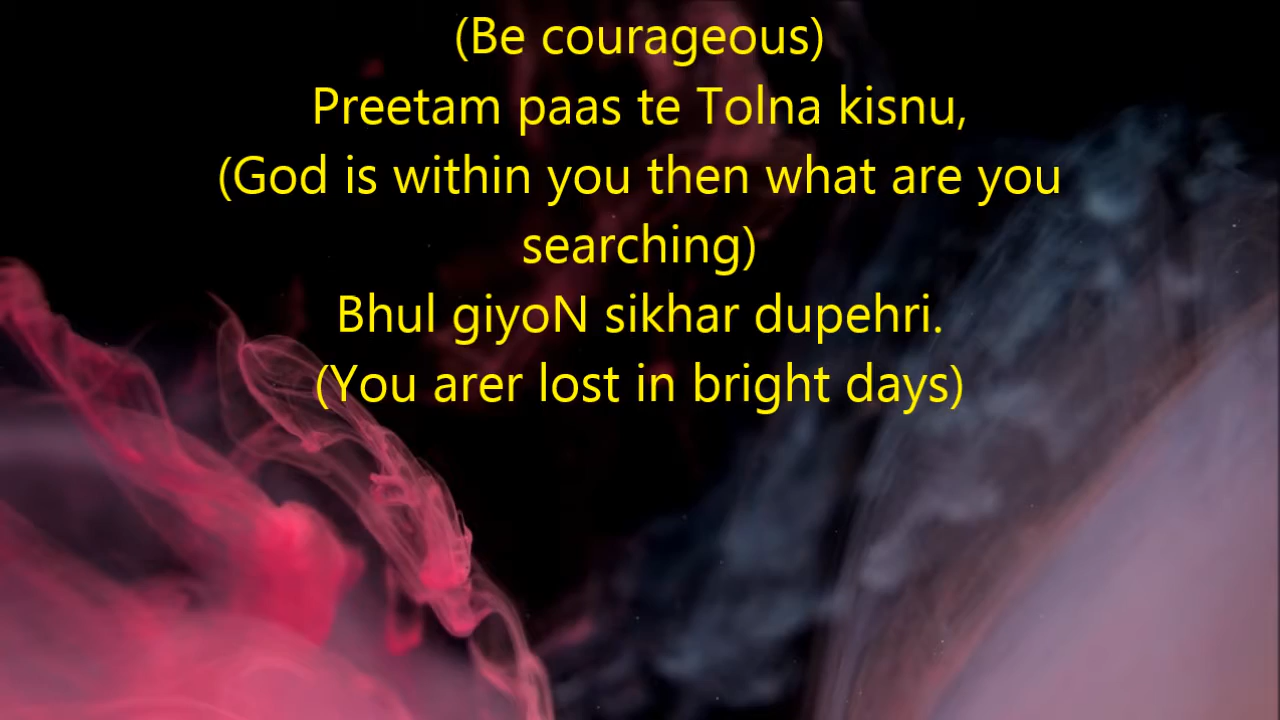 (Be courageous)
Preetam paas te Tolna kisnu,
(God is within you then what are you
searching)
Bhul giyoN sikhar dupehri.
(You arer lost in bright days)